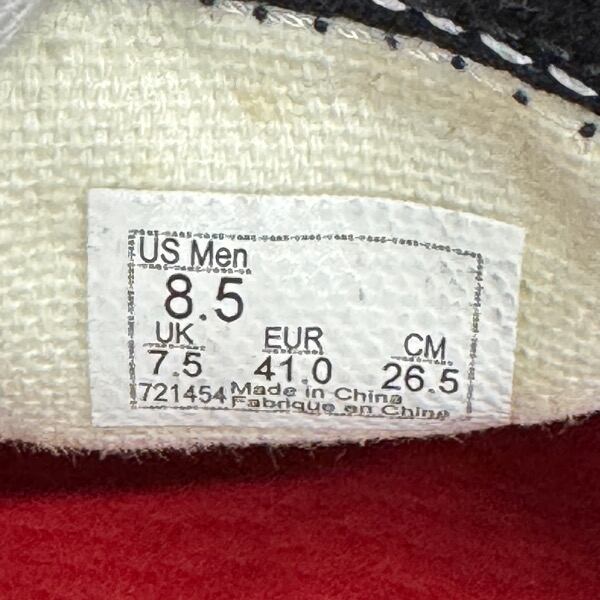 US Men
8.5
UK EUR CM
7.5 41.0 26.5
721454 Made in China
Fabriqué en Chine